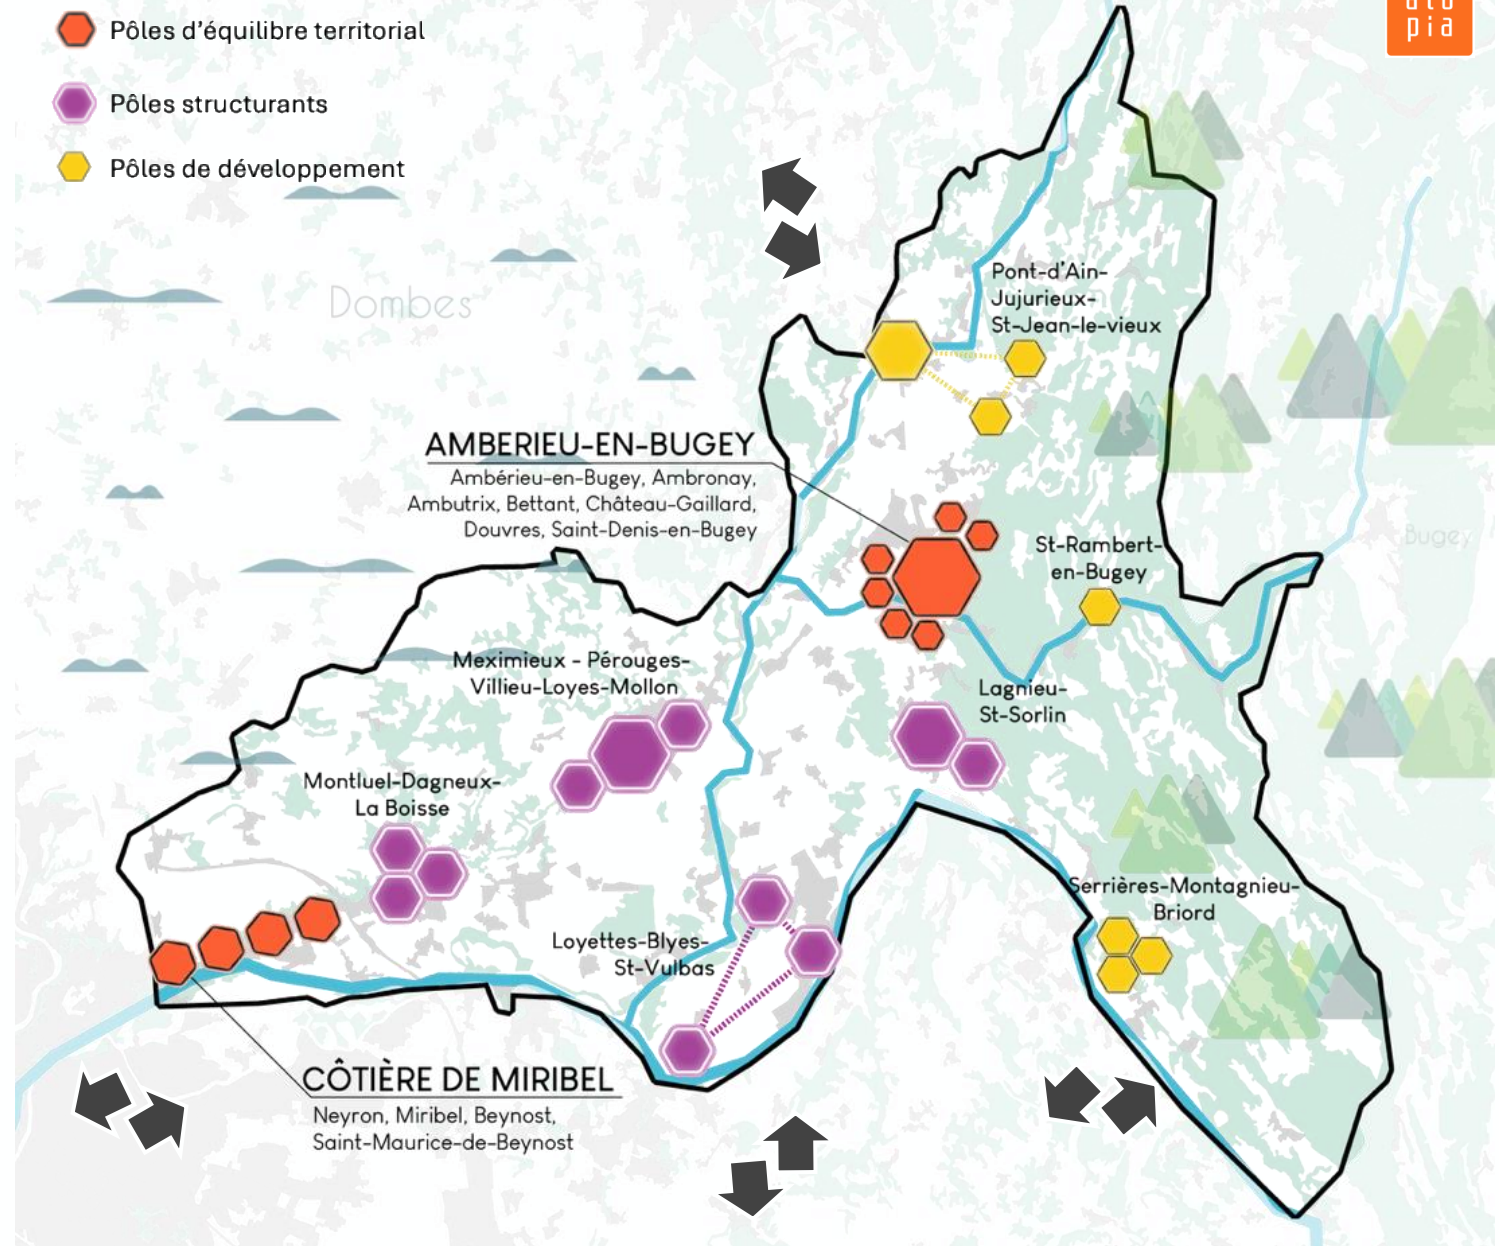 Pôles d'équilibre territorial
Pôles structurants
Pôles de développement
pia
Dombes
Pont-d'Ain-
Jujurieux-
St-Jean-le-vieux
AMBERIEU-EN-BUGEY
Ambérieu-en-Bugey, Ambronay,
Ambutrix, Bettant, Château-Gaillard,
Douvres, Saint-Denis-en-Bugey
St-Rambert-
en-Bugey
Bugey
Meximieux - Pérouges-
Villieu-Loyes-Mollon
Lagnieu-
St-Sorlin
Montluel-Dagneux-
La Boisse
Serrières-Montagnieu-
Briord
Loyettes-Blyes-
St-Vulbas
CÔTIÈRE DE MIRIBEL
Neyron, Miribel, Beynost,
Saint-Maurice-de-Beynost